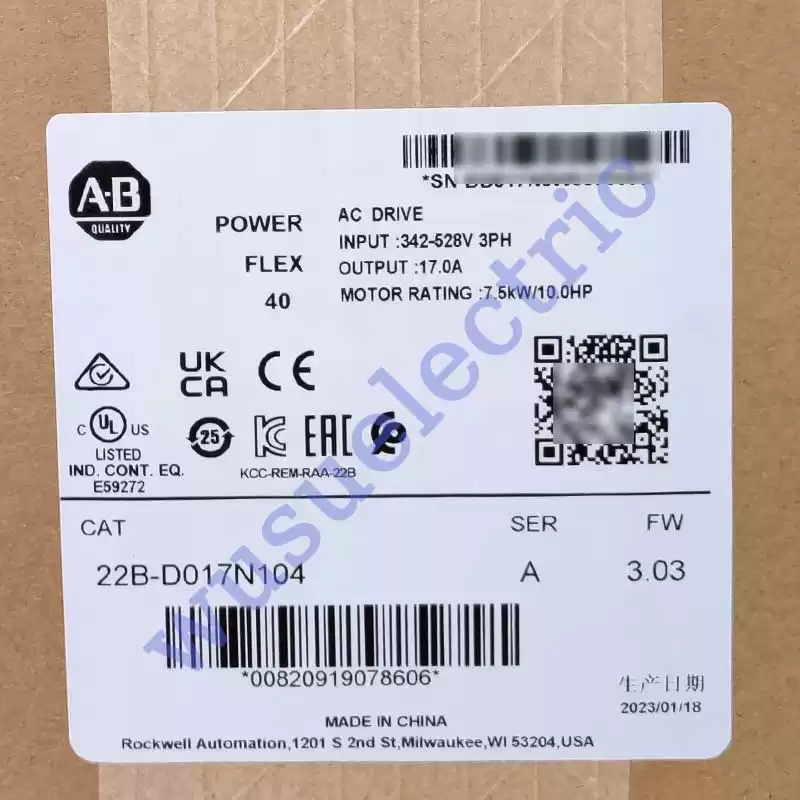 A-B
QUALITY
POWER
FLEX
40
AC DRIVE
INPUT :342-528V 3PH
OUTPUT :17.0A
MOTOR RATING :7.5kW/10.0HP
*SN
UK
CA
CE
C UL US
LISTED
IND. CONT. EQ.
E59272
25
EAC
KCC-REM-RAA-22B
CAT
SER
FW
22B-D017N104
A
3.03
*00820919078606*
生产日期
2023/01/18
MADE IN CHINA
Rockwell Automation,1201 S 2nd St,Milwaukee,WI 53204,USA
wusuelectric